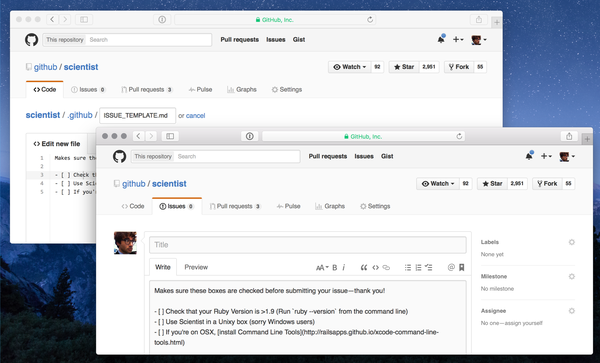 GitHub, Inc.
This repository Search Pull requests Issues Gist
github / scientist Watch 92 Star 2,951 Fork 55
Code Issues 0 Pull requests 3 Pulse Graphs Settings
scientist / .github / ISSUE_TEMPLATE.md or cancel
Edit new file
1 Makes sure the
2
3 - [ ] Check th
4 - [ ] Use Scie
5 - [ ] If you'r
GitHub, Inc.
This repository Search Pull requests Issues Gist
github / scientist Watch 92 Star 2,951 Fork 55
Code Issues 0 Pull requests 3 Pulse Graphs Settings
Title
Write Preview AA B i
Makes sure these boxes are checked before submitting your issue—thank you!
- [ ] Check that your Ruby Version is >1.9 (Run `ruby --version` from the command line)
- [ ] Use Scientist in a Unixy box (sorry Windows users)
- [ ] If you're on OSX, [install Command Line Tools](http://railsapps.github.io/xcode-command-line-
tools.html)
Labels
None yet
Milestone
No milestone
Assignee
No one—assign yourself